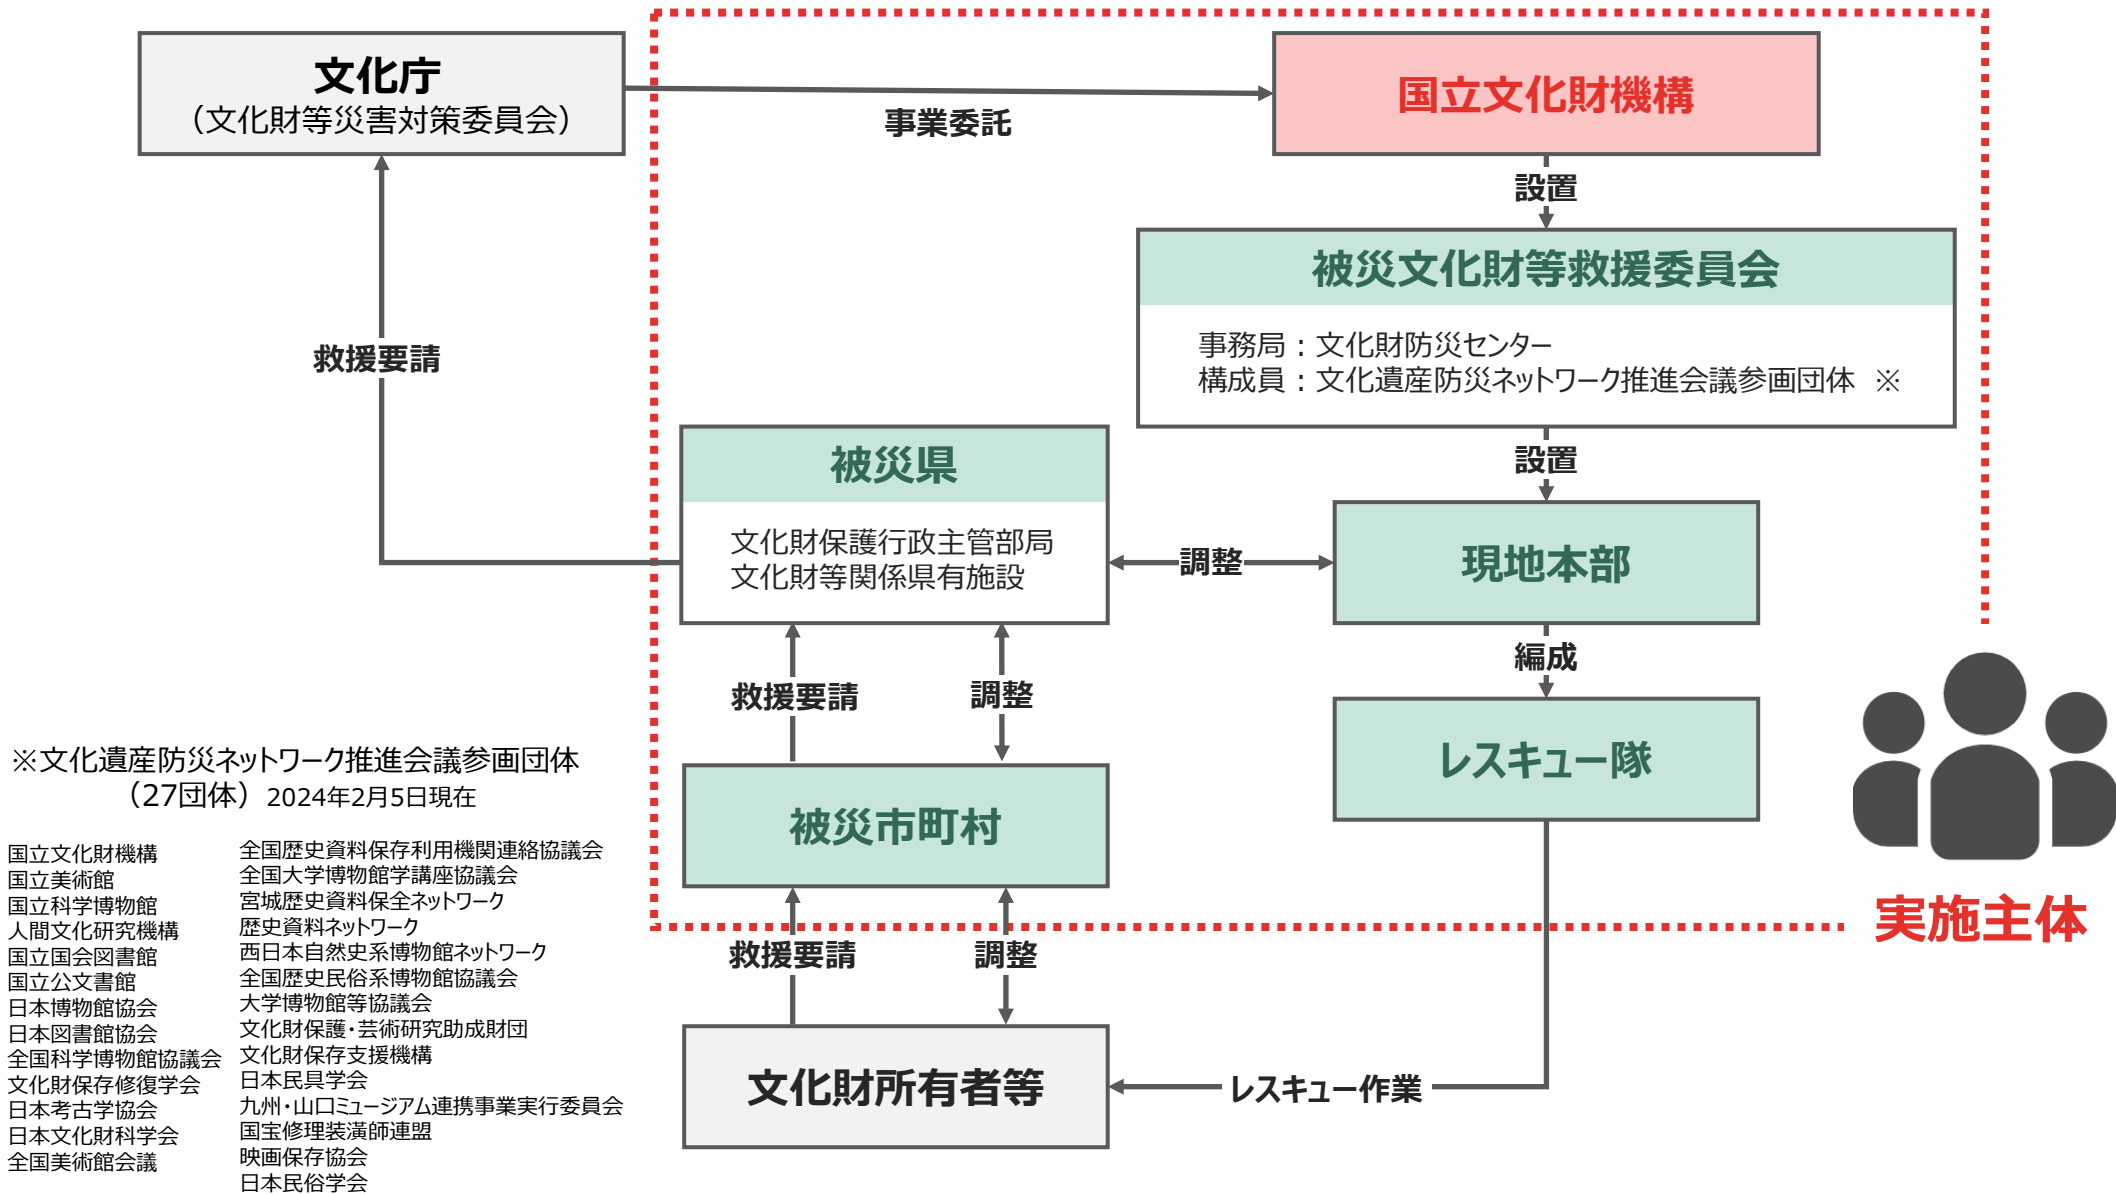 文化庁
（文化財等災害対策委員会）
事業委託
国立文化財機構
設置
被災文化財等救援委員会
事務局：文化財防災センター
構成員：文化遺産防災ネットワーク推進会議参画団体　※
救援要請
設置
被災県
文化財保護行政主管部局
文化財等関係県有施設
調整
現地本部
編成
救援要請
調整
レスキュー隊
被災市町村
実施主体
救援要請
調整
文化財所有者等
レスキュー作業
※文化遺産防災ネットワーク推進会議参画団体
（27団体）2024年2月5日現在
国立文化財機構
国立美術館
国立科学博物館
人間文化研究機構
国立国会図書館
国立公文書館
日本博物館協会
日本図書館協会
全国科学博物館協議会
文化財保存修復学会
日本考古学協会
日本文化財科学会
全国美術館会議
全国歴史資料保存利用機関連絡協議会
全国大学博物館学講座協議会
宮城歴史資料保全ネットワーク
歴史資料ネットワーク
西日本自然史系博物館ネットワーク
全国歴史民俗系博物館協議会
大学博物館等協議会
文化財保護・芸術研究助成財団
文化財保存支援機構
日本民具学会
九州・山口ミュージアム連携事業実行委員会
国宝修理装潢師連盟
映画保存協会
日本民俗学会